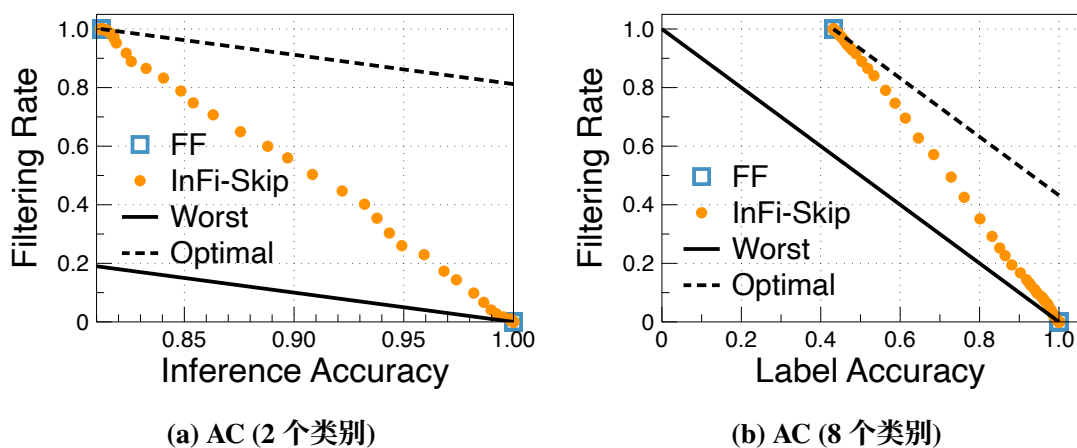 1.0
0.8
0.6
0.4
0.2
0
Filtering Rate
FF
InFi-Skip
Worst
Optimal
0.85
0.90
0.95
1.00
Inference Accuracy
(a) AC (2 个类别)
1.0
0.8
0.6
0.4
0.2
0
Filtering Rate
FF
InFi-Skip
Worst
Optimal
0
0.2
0.4
0.6
0.8
1.0
Label Accuracy
(b) AC (8 个类别)